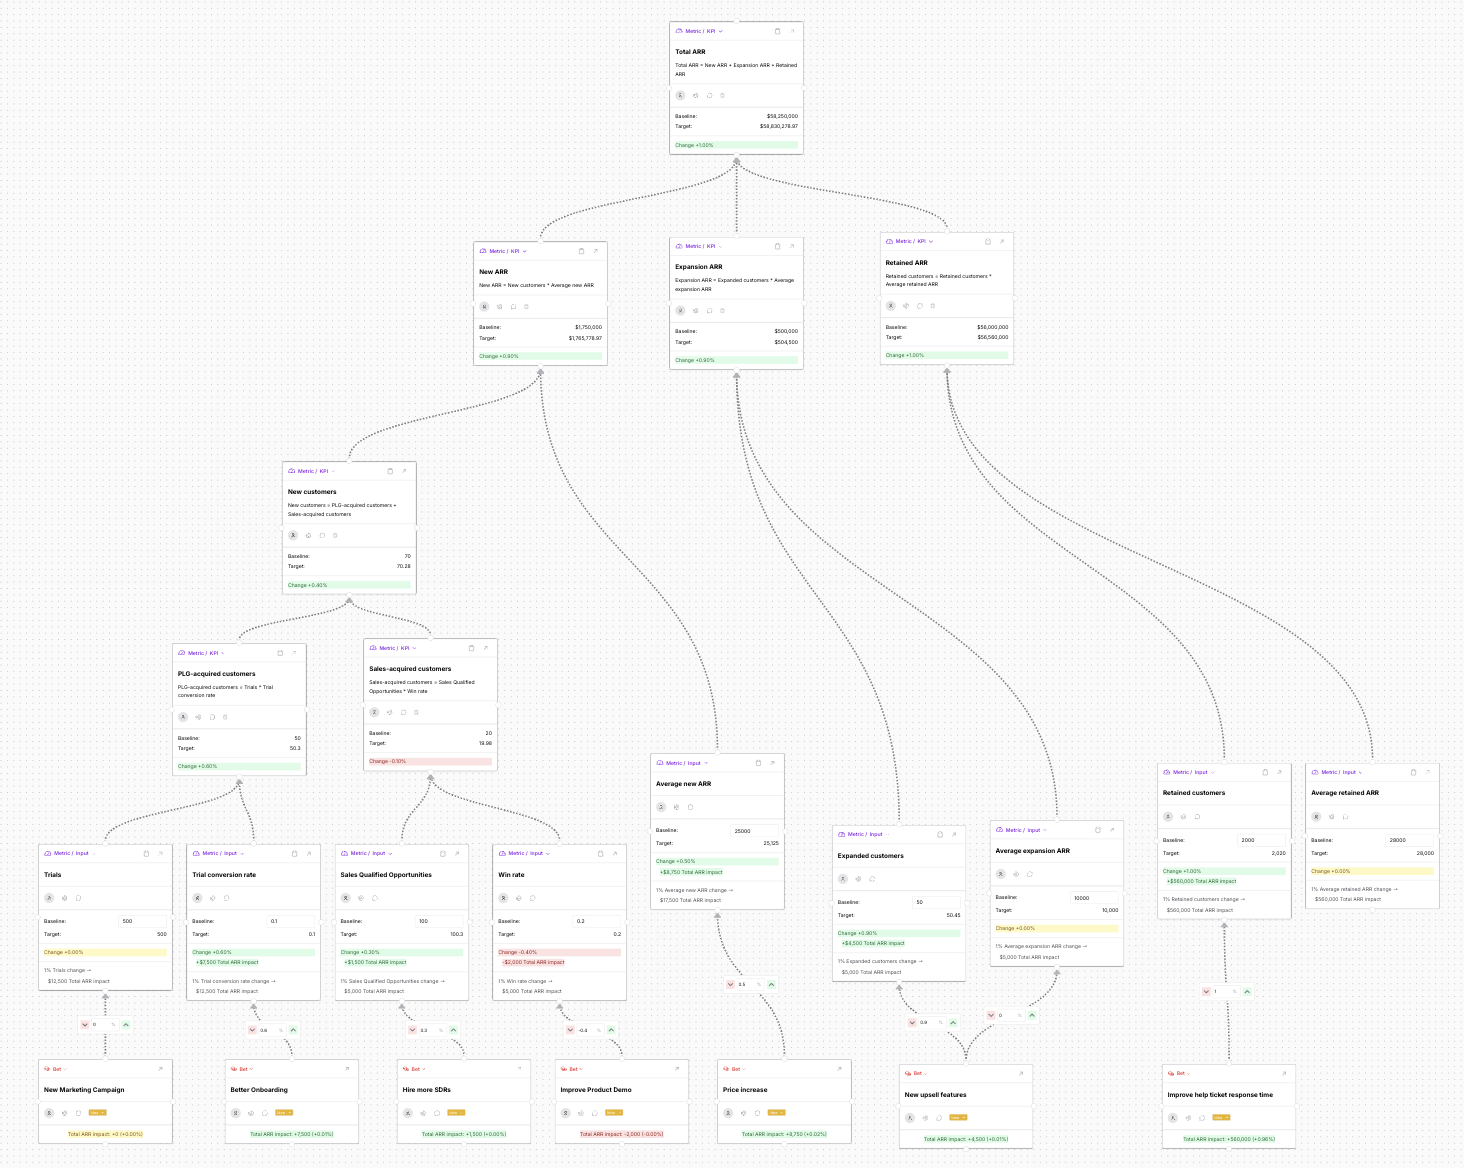 Metric / KPI
Total ARR
Total ARR = New ARR + Expansion ARR + Retained
ARR
Baseline: $58,250,000
Target: $58,830,278.97
Change +1.00%
Metric / KPI
New ARR
New ARR = New customers * Average new ARR
Baseline: $1,750,000
Target: $1,765,778.97
Change +0.90%
Metric / KPI
Expansion ARR
Expansion ARR = Expanded customers * Average
expansion ARR
Baseline: $500,000
Target: $504,500
Change +0.90%
Metric / KPI
Retained ARR
Retained customers = Retained customers *
Average retained ARR
Baseline: $56,000,000
Target: $56,560,000
Change +1.00%
Metric / KPI
New customers
New customers = PLG-acquired customers +
Sales-acquired customers
Baseline: 70
Target: 70.28
Change +0.40%
Metric / KPI
PLG-acquired customers
PLG-acquired customers = Trials * Trial
conversion rate
Baseline: 50
Target: 50.3
Change +0.60%
Metric / KPI
Sales-acquired customers
Sales-acquired customers = Sales Qualified
Opportunities * Win rate
Baseline: 20
Target: 19.98
Change -0.10%
Metric / Input
Trials
Baseline: 500
Target: 500
Change +0.00%
1% Trials change →
$12,500 Total ARR impact
Metric / Input
Trial conversion rate
Baseline: 0.1
Target: 0.1
Change +0.60%
+$7,500 Total ARR impact
1% Trial conversion rate change →
$12,500 Total ARR impact
Metric / Input
Sales Qualified Opportunities
Baseline: 100
Target: 100.3
Change +0.30%
+$1,500 Total ARR impact
1% Sales Qualified Opportunities change →
$5,000 Total ARR impact
Metric / Input
Win rate
Baseline: 0.2
Target: 0.2
Change -0.40%
-$2,000 Total ARR impact
1% Win rate change →
$5,000 Total ARR impact
Metric / Input
Average new ARR
Baseline: 25000
Target: 25,125
Change +0.50%
+$8,750 Total ARR impact
1% Average new ARR change →
$17,500 Total ARR impact
Metric / Input
Expanded customers
Baseline: 50
Target: 50.45
Change +0.90%
+$4,500 Total ARR impact
1% Expanded customers change →
$5,000 Total ARR impact
Metric / Input
Average expansion ARR
Baseline: 10000
Target: 10,000
Change +0.00%
1% Average expansion ARR change →
$5,000 Total ARR impact
Metric / Input
Retained customers
Baseline: 2000
Target: 2,020
Change +1.00%
+$560,000 Total ARR impact
1% Retained customers change →
$560,000 Total ARR impact
Metric / Input
Average retained ARR
Baseline: 28000
Target: 28,000
Change +0.00%
1% Average retained ARR change →
$560,000 Total ARR impact
0 %
0.6 %
0.3 %
-0.4 %
0.5 %
0.9 %
0 %
1 %
Bet
New Marketing Campaign
Total ARR impact: +0 (+0.00%)
Bet
Better Onboarding
Total ARR impact: +7,500 (+0.01%)
Bet
Hire more SDRs
Total ARR impact: +1,500 (+0.00%)
Bet
Improve Product Demo
Total ARR impact: -2,000 (-0.00%)
Bet
Price increase
Total ARR impact: +8,750 (+0.02%)
Bet
New upsell features
Total ARR impact: +4,500 (+0.01%)
Bet
Improve help ticket response time
Total ARR impact: +560,000 (+0.96%)